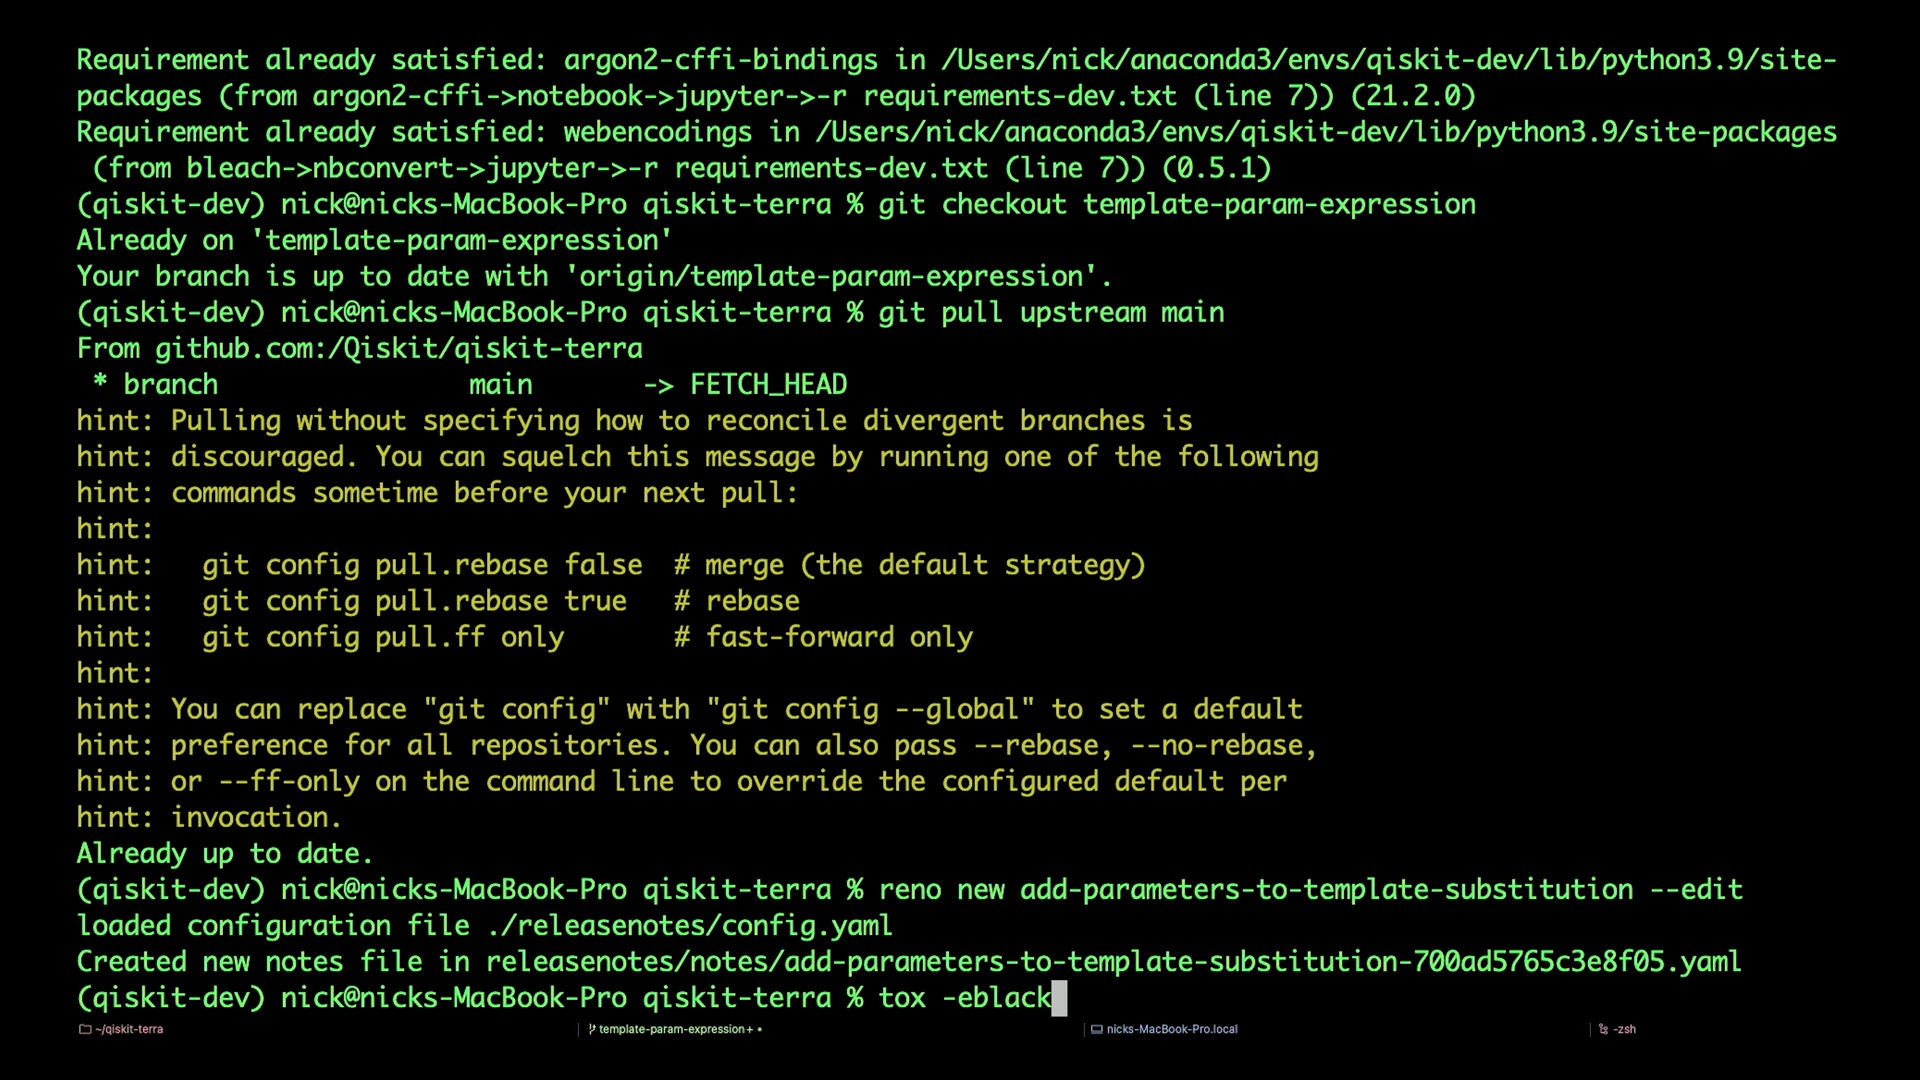 Requirement already satisfied: argon2-cffi-bindings in /Users/nick/anaconda3/envs/qiskit-dev/lib/python3.9/site-
packages (from argon2-cffi->notebook->jupyter->-r requirements-dev.txt (line 7)) (21.2.0)
Requirement already satisfied: webencodings in /Users/nick/anaconda3/envs/qiskit-dev/lib/python3.9/site-packages
 (from bleach->nbconvert->jupyter->-r requirements-dev.txt (line 7)) (0.5.1)
(qiskit-dev) nick@nicks-MacBook-Pro qiskit-terra % git checkout template-param-expression
Already on 'template-param-expression'
Your branch is up to date with 'origin/template-param-expression'.
(qiskit-dev) nick@nicks-MacBook-Pro qiskit-terra % git pull upstream main
From github.com:/Qiskit/qiskit-terra
 * branch                main       -> FETCH_HEAD
hint: Pulling without specifying how to reconcile divergent branches is
hint: discouraged. You can squelch this message by running one of the following
hint: commands sometime before your next pull:
hint:
hint:   git config pull.rebase false  # merge (the default strategy)
hint:   git config pull.rebase true   # rebase
hint:   git config pull.ff only       # fast-forward only
hint:
hint: You can replace "git config" with "git config --global" to set a default
hint: preference for all repositories. You can also pass --rebase, --no-rebase,
hint: or --ff-only on the command line to override the configured default per
hint: invocation.
Already up to date.
(qiskit-dev) nick@nicks-MacBook-Pro qiskit-terra % reno new add-parameters-to-template-substitution --edit
loaded configuration file ./releasenotes/config.yaml
Created new notes file in releasenotes/notes/add-parameters-to-template-substitution-700ad5765c3e8f05.yaml
(qiskit-dev) nick@nicks-MacBook-Pro qiskit-terra % tox -eblack
~/qiskit-terra template-param-expression+ • nicks-MacBook-Pro.local -zsh